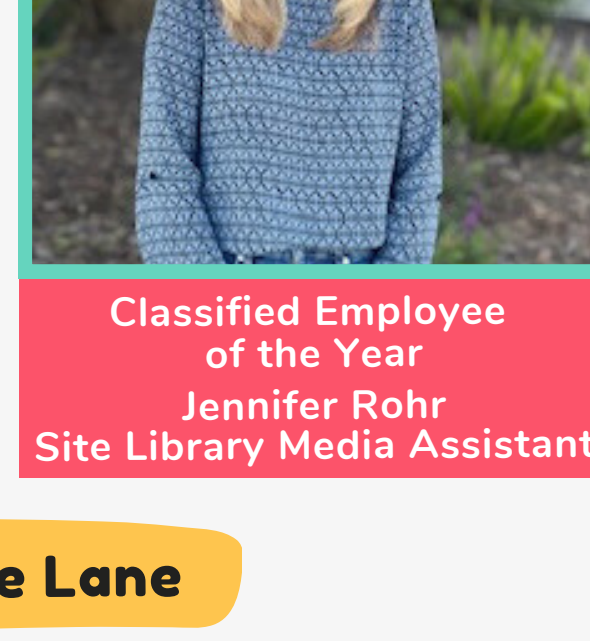 Classified Employee
of the Year
Jennifer Rohr
Site Library Media Assistant
e Lane